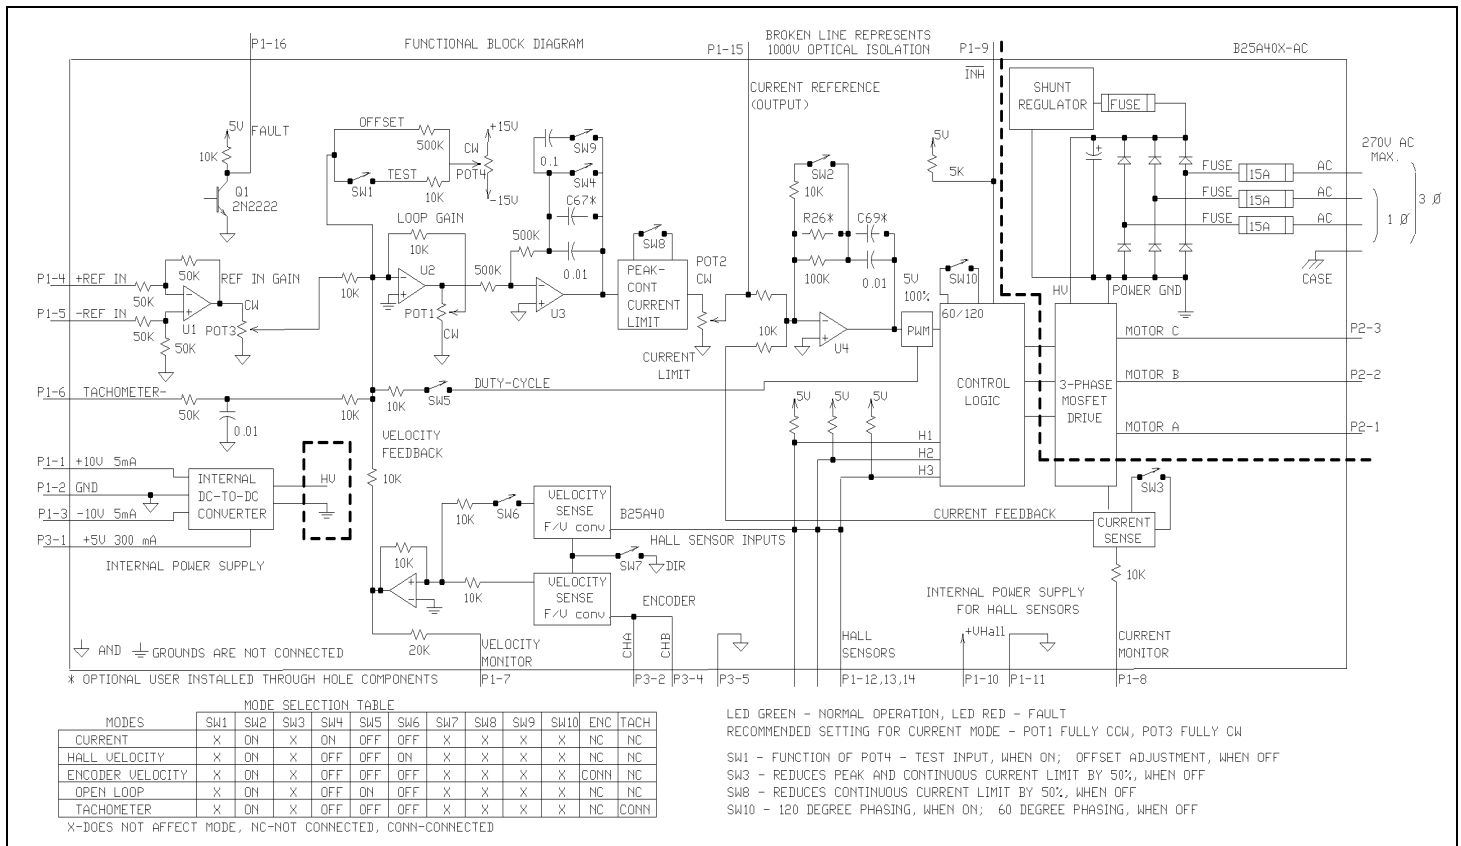 P1-16
FUNCTIONAL BLOCK DIAGRAM
P1-15
BROKEN LINE REPRESENTS
1000V OPTICAL ISOLATION
P1-9
B25A40X-AC
INH
CURRENT REFERENCE
(OUTPUT)
SHUNT
REGULATOR
FUSE
5V
FAULT
10K
Q1
2N2222
OFFSET
500K
+15V
CW
POT4
TEST
SW1
10K
-15V
0.1
SW9
SW4
C67*
SW2
10K
5V
5K
270V AC
MAX.
FUSE
15A
AC
FUSE
15A
AC
FUSE
15A
AC
1 Ø
3 Ø
CASE
LOOP GAIN
10K
500K
0.01
SW8
R26*
C69*
100K
0.01
P1-4
+REF IN
50K
50K
REF IN GAIN
CW
U1
POT3
10K
U2
500K
POT1
CW
U3
PEAK-
CONT
CURRENT
LIMIT
POT2
CW
CURRENT
LIMIT
10K
U4
5V
100%
PWM
SW10
60/120
HV
POWER GND
P1-5
-REF IN
50K
50K
MOTOR C
P2-3
MOTOR B
P2-2
MOTOR A
P2-1
CONTROL
LOGIC
3-PHASE
MOSFET
DRIVE
P1-6
TACHOMETER-
50K
0.01
10K
10K
SW5
DUTY-CYCLE
5V
5V
5V
H1
H2
H3
VELOCITY
FEEDBACK
10K
P1-1
+10V 5mA
P1-2
GND
P1-3
-10V 5mA
P3-1
+5V 300 mA
INTERNAL
DC-TO-DC
CONVERTER
HV
INTERNAL POWER SUPPLY
10K
SW6
VELOCITY
SENSE
F/V conv
B25A40
HALL SENSOR INPUTS
SW7
DIR
10K
10K
VELOCITY
SENSE
F/V conv
ENCODER
CURRENT FEEDBACK
SW3
CURRENT
SENSE
10K
INTERNAL POWER SUPPLY
FOR HALL SENSORS
+VHall
20K
VELOCITY
MONITOR
CHA
CHB
HALL
SENSORS
CURRENT
MONITOR
AND
GROUNDS ARE NOT CONNECTED
* OPTIONAL USER INSTALLED THROUGH HOLE COMPONENTS
P1-7
P3-2
P3-4
P3-5
P1-12,13,14
P1-10
P1-11
P1-8
MODE SELECTION TABLE
MODES SW1 SW2 SW3 SW4 SW5 SW6 SW7 SW8 SW9 SW10 ENC TACH
CURRENT X ON X ON OFF OFF X X X X NC NC
HALL VELOCITY X ON X OFF OFF ON X X X X NC NC
ENCODER VELOCITY X ON X OFF OFF OFF X X X X CONN NC
OPEN LOOP X ON X OFF ON OFF X X X X NC NC
TACHOMETER X ON X OFF OFF OFF X X X X NC CONN
X-DOES NOT AFFECT MODE, NC-NOT CONNECTED, CONN-CONNECTED
LED GREEN - NORMAL OPERATION, LED RED - FAULT
RECOMMENDED SETTING FOR CURRENT MODE - POT1 FULLY CCW, POT3 FULLY CW
SW1 - FUNCTION OF POT4 - TEST INPUT, WHEN ON; OFFSET ADJUSTMENT, WHEN OFF
SW3 - REDUCES PEAK AND CONTINUOUS CURRENT LIMIT BY 50%, WHEN OFF
SW8 - REDUCES CONTINUOUS CURRENT LIMIT BY 50%, WHEN OFF
SW10 - 120 DEGREE PHASING, WHEN ON; 60 DEGREE PHASING, WHEN OFF